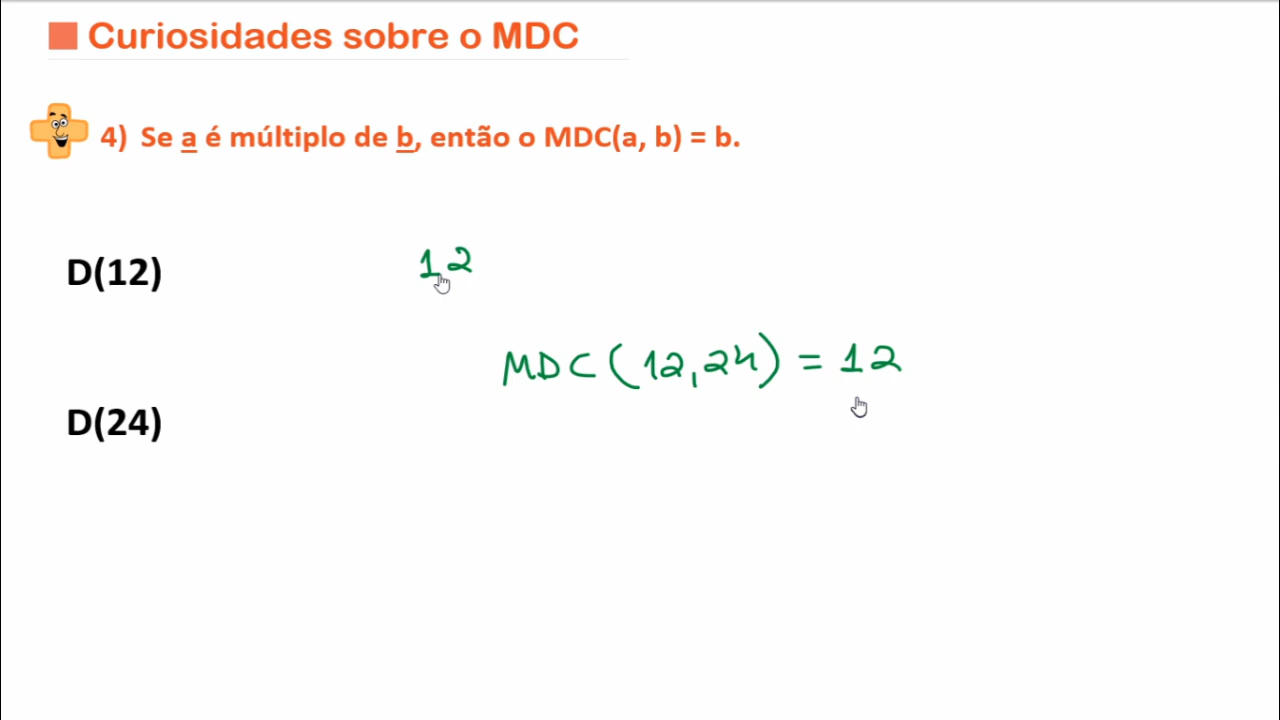 Curiosidades sobre o MDC
4) Se a é múltiplo de b, então o MDC(a, b) = b.
D(12)
12
MDC(12,24) = 12
D(24)